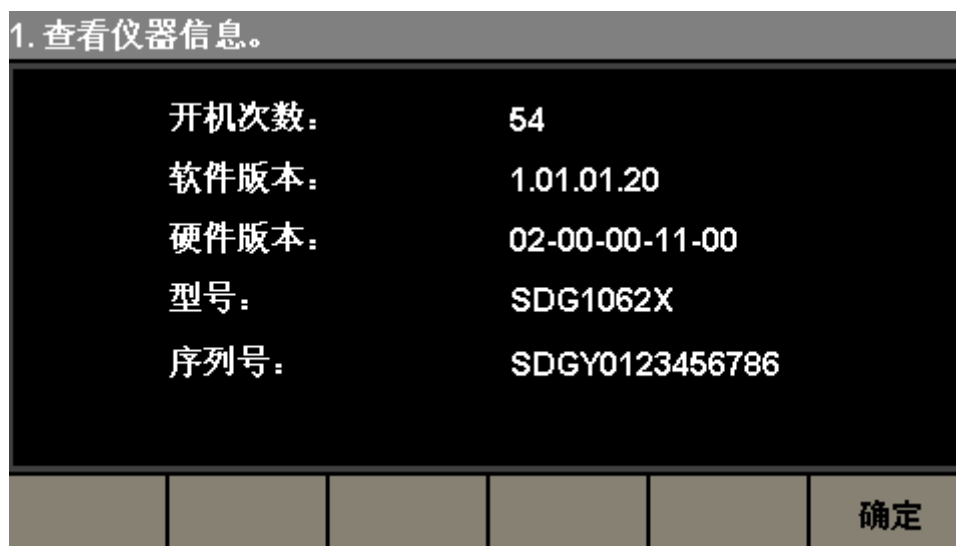 1. 查看仪器信息。
开机次数： 54
软件版本： 1.01.01.20
硬件版本： 02-00-00-11-00
型号： SDG1062X
序列号： SDGY0123456786
确定